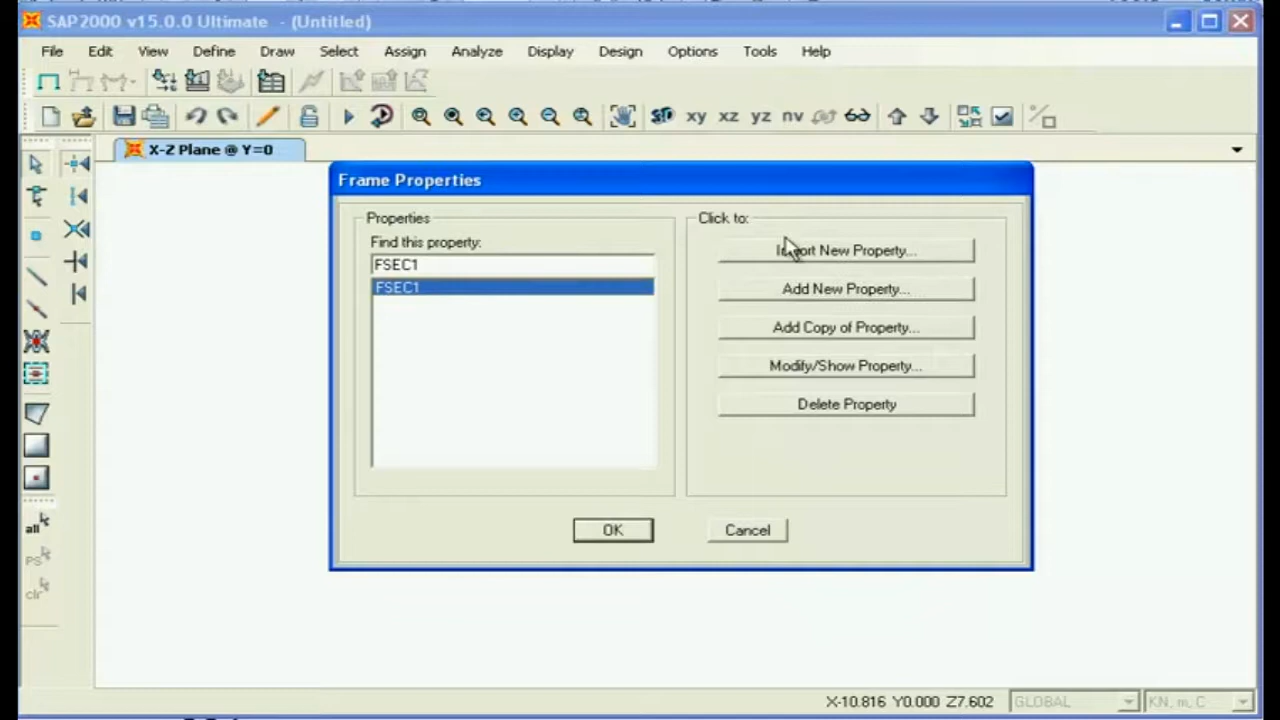 SAP2000 v15.0.0 Ultimate - (Untitled)
File Edit View Define Draw Select Assign Analyze Display Design Options Tools Help
xy xz yz nv
X-Z Plane @ Y=0
Frame Properties
Properties
Find this property:
FSEC1
FSEC1
Click to:
Import New Property...
Add New Property...
Add Copy of Property...
Modify/Show Property...
Delete Property
OK
Cancel
all
PS
clr
X-10.816 Y0.000 Z7.602
GLOBAL
KN, m, C